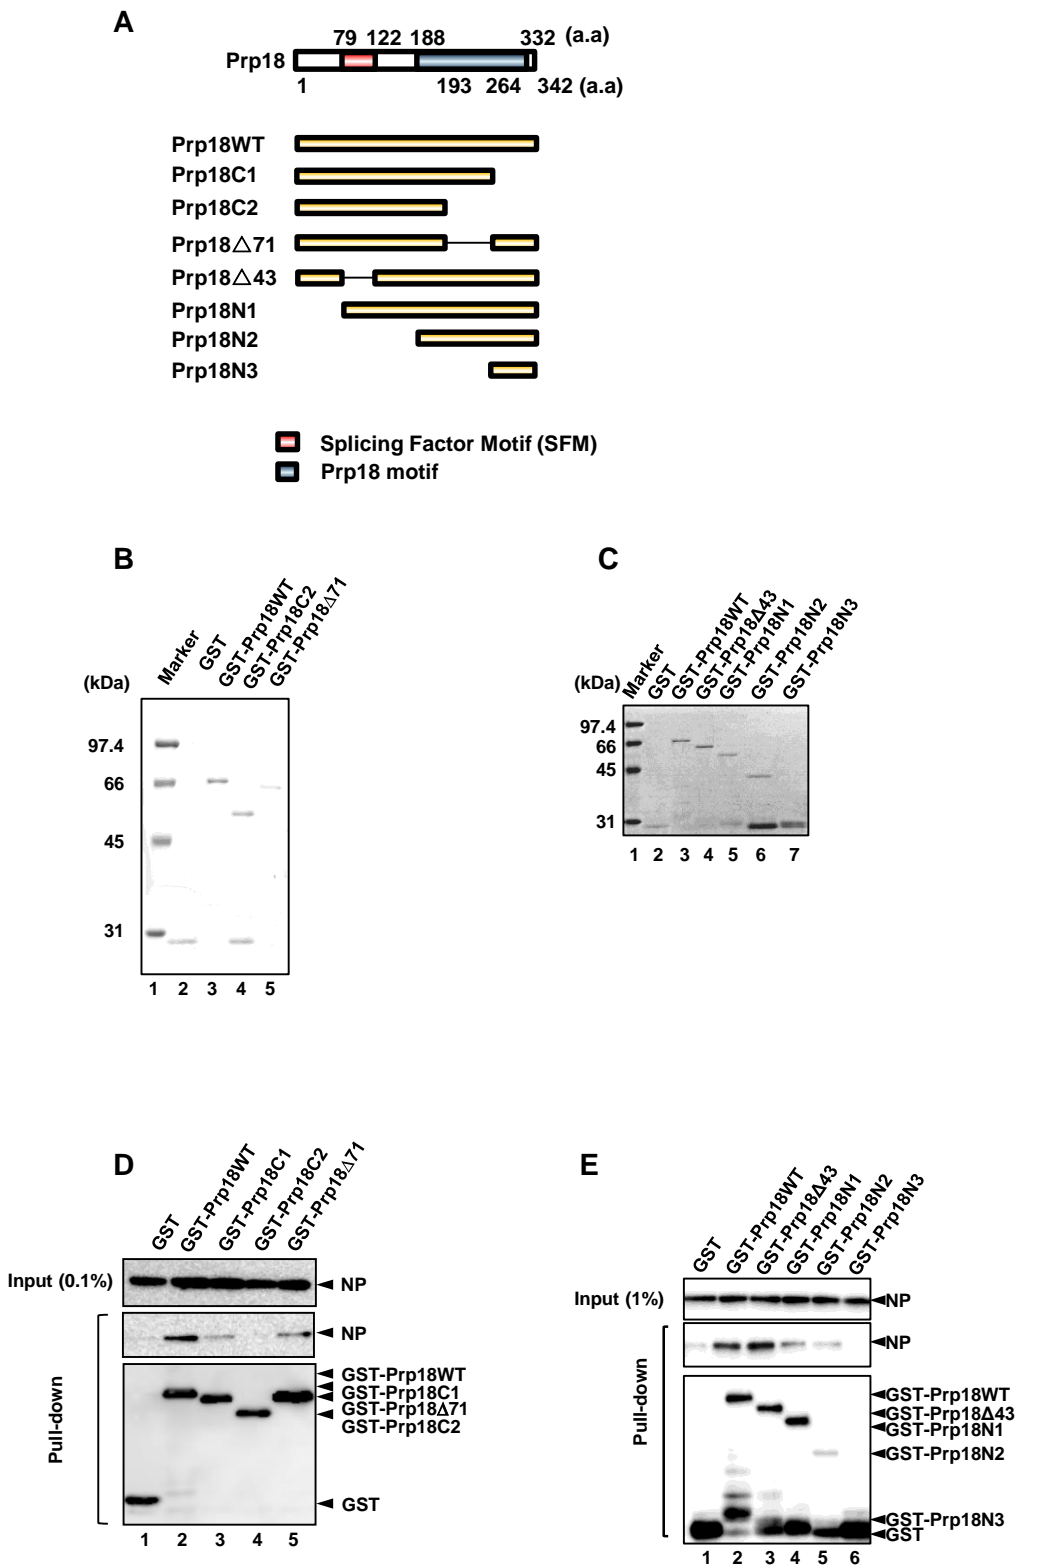 A
79 122 188 332 (a.a)
Prp18
1 193 264 342 (a.a)
Prp18WT
Prp18C1
Prp18C2
Prp18△71
Prp18△43
Prp18N1
Prp18N2
Prp18N3
Splicing Factor Motif (SFM)
Prp18 motif
B
Marker
GST
GST-Prp18WT
GST-Prp18C2
GST-Prp18Δ71
(kDa)
97.4
66
45
31
1 2 3 4 5
C
Marker
GST
GST-Prp18WT
GST-Prp18Δ43
GST-Prp18N1
GST-Prp18N2
GST-Prp18N3
(kDa)
97.4
66
45
31
1 2 3 4 5 6 7
D
GST
GST-Prp18WT
GST-Prp18C1
GST-Prp18C2
GST-Prp18Δ71
Input (0.1%)
NP
NP
Pull-down
GST-Prp18WT
GST-Prp18C1
GST-Prp18Δ71
GST-Prp18C2
GST
1 2 3 4 5
E
GST
GST-Prp18WT
GST-Prp18Δ43
GST-Prp18N1
GST-Prp18N2
GST-Prp18N3
Input (1%)
NP
NP
Pull-down
GST-Prp18WT
GST-Prp18Δ43
GST-Prp18N1
GST-Prp18N2
GST-Prp18N3
GST
1 2 3 4 5 6